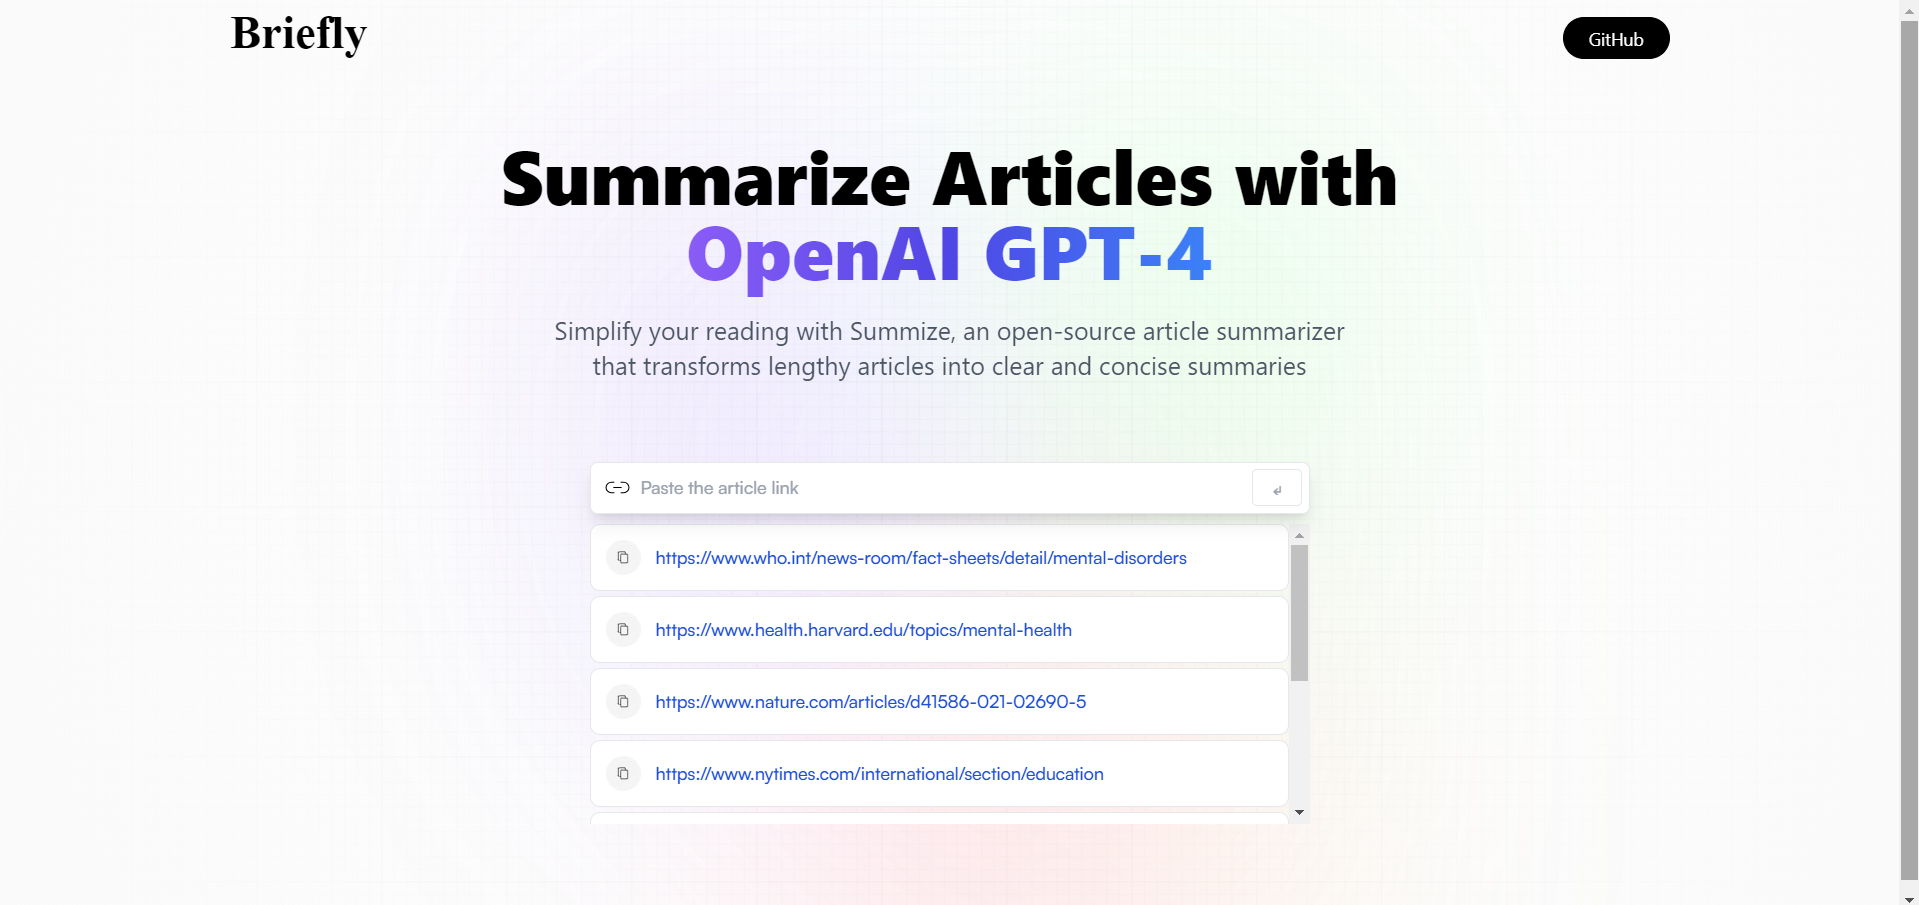 Briefly
GitHub
Summarize Articles with
OpenAI GPT-4
Simplify your reading with Summize, an open-source article summarizer
that transforms lengthy articles into clear and concise summaries
Paste the article link
https://www.who.int/news-room/fact-sheets/detail/mental-disorders
https://www.health.harvard.edu/topics/mental-health
https://www.nature.com/articles/d41586-021-02690-5
https://www.nytimes.com/international/section/education